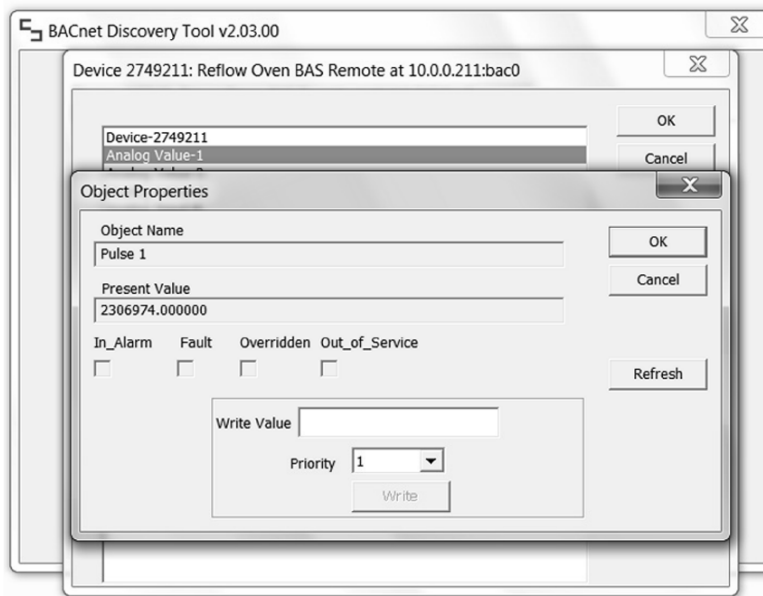 BACnet Discovery Tool v2.03.00
Device 2749211: Reflow Oven BAS Remote at 10.0.0.211:bac0
OK
Device-2749211
Analog Value-1
Cancel
Object Properties
Object Name
OK
Pulse 1
Cancel
Present Value
2306974.000000
In_Alarm Fault Overridden Out_of_Service
Refresh
Write Value
Priority 1
Write